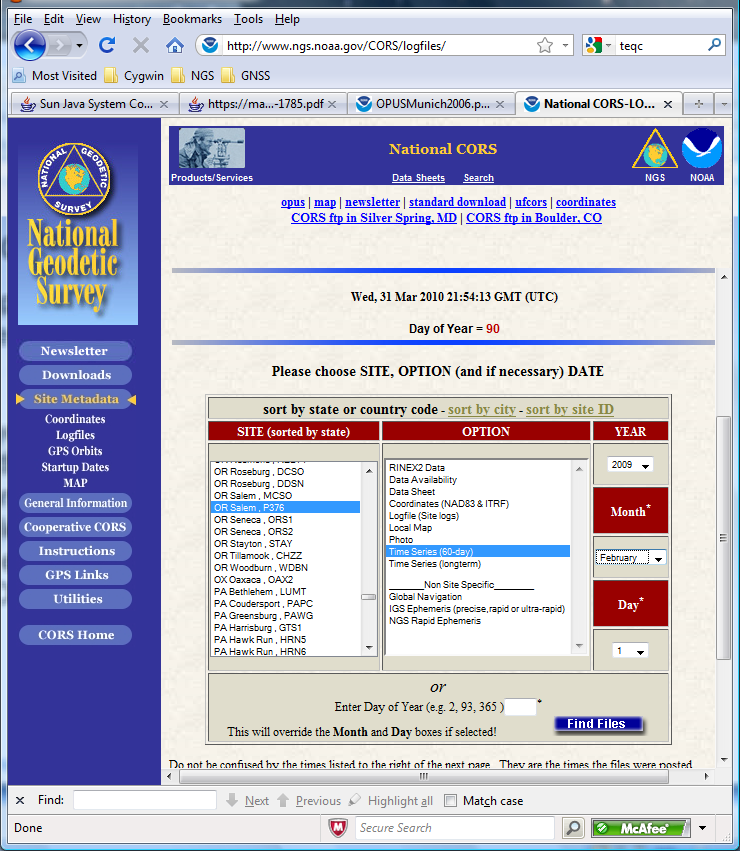 File Edit View History Bookmarks Tools Help
http://www.ngs.noaa.gov/CORS/logfiles/
teqc
Most Visited Cygwin NGS GNSS
Sun Java System Co... https://ma...-1785.pdf OPUSMunich2006.p... National CORS-LO...
NATIONAL GEODETIC SURVEY
National
Geodetic
Survey
Newsletter
Downloads
Site Metadata
Coordinates
Logfiles
GPS Orbits
Startup Dates
MAP
General Information
Cooperative CORS
Instructions
GPS Links
Utilities
CORS Home
National CORS
Products/Services Data Sheets Search NGS NOAA
opus | map | newsletter | standard download | ufcors | coordinates
CORS ftp in Silver Spring, MD | CORS ftp in Boulder, CO
Wed, 31 Mar 2010 21:54:13 GMT (UTC)
Day of Year = 90
Please choose SITE, OPTION (and if necessary) DATE
sort by state or country code - sort by city - sort by site ID
SITE (sorted by state) OPTION YEAR
OR Roseburg , DCSO
OR Roseburg , DDSN
OR Salem , MCSO
OR Salem , P376
OR Seneca , ORS1
OR Seneca , ORS2
OR Stayton , STAY
OR Tillamook , CHZZ
OR Woodburn , WDBN
OX Oaxaca , OAX2
PA Bethlehem , LUMT
PA Coudersport , PAPC
PA Greensburg , PAWG
PA Harrisburg , GTS1
PA Hawk Run , HRN5
PA Hawk Run , HRN6
RINEX2 Data
Data Availability
Data Sheet
Coordinates (NAD83 & ITRF)
Logfile (Site logs)
Local Map
Photo
Time Series (60-day)
Time Series (longterm)
_______Non Site Specific________
Global Navigation
IGS Ephemeris (precise,rapid or ultra-rapid)
NGS Rapid Ephemeris
2009
Month*
February
Day*
1
or
Enter Day of Year (e.g. 2, 93, 365 ) *
This will override the Month and Day boxes if selected!
Find Files
Do not be confused by the times listed to the right of the next page. They are the times the files were posted
Find: Next Previous Highlight all Match case
Done Secure Search McAfee